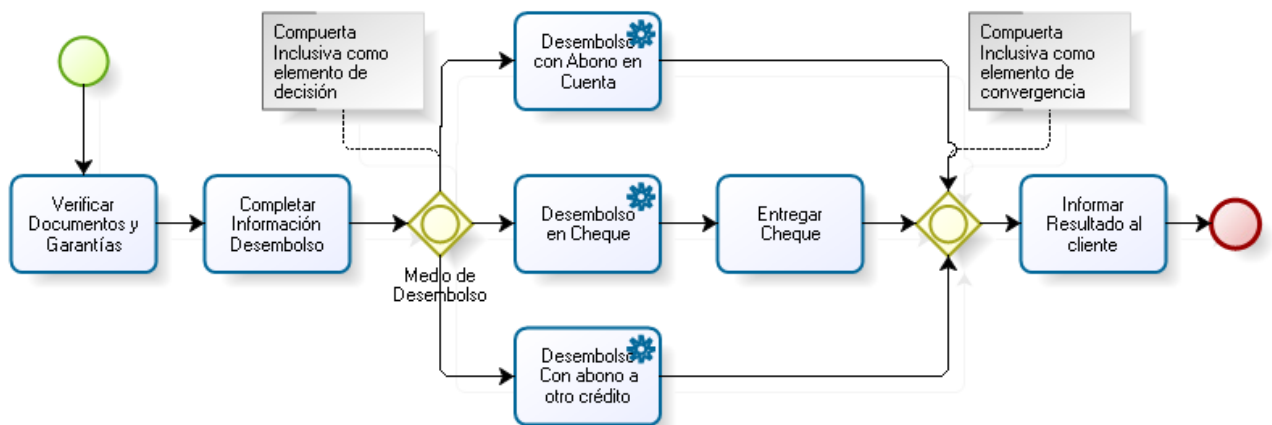 Compuerta
Inclusiva como
elemento de
decisión
Desembolso
con Abono en
Cuenta
Compuerta
Inclusiva como
elemento de
convergencia
Verificar
Documentos y
Garantías
Completar
Información
Desembolso
Medio de
Desembolso
Desembolso
en Cheque
Entregar
Cheque
Informar
Resultado al
cliente
Desembolso
Con abono a
otro crédito